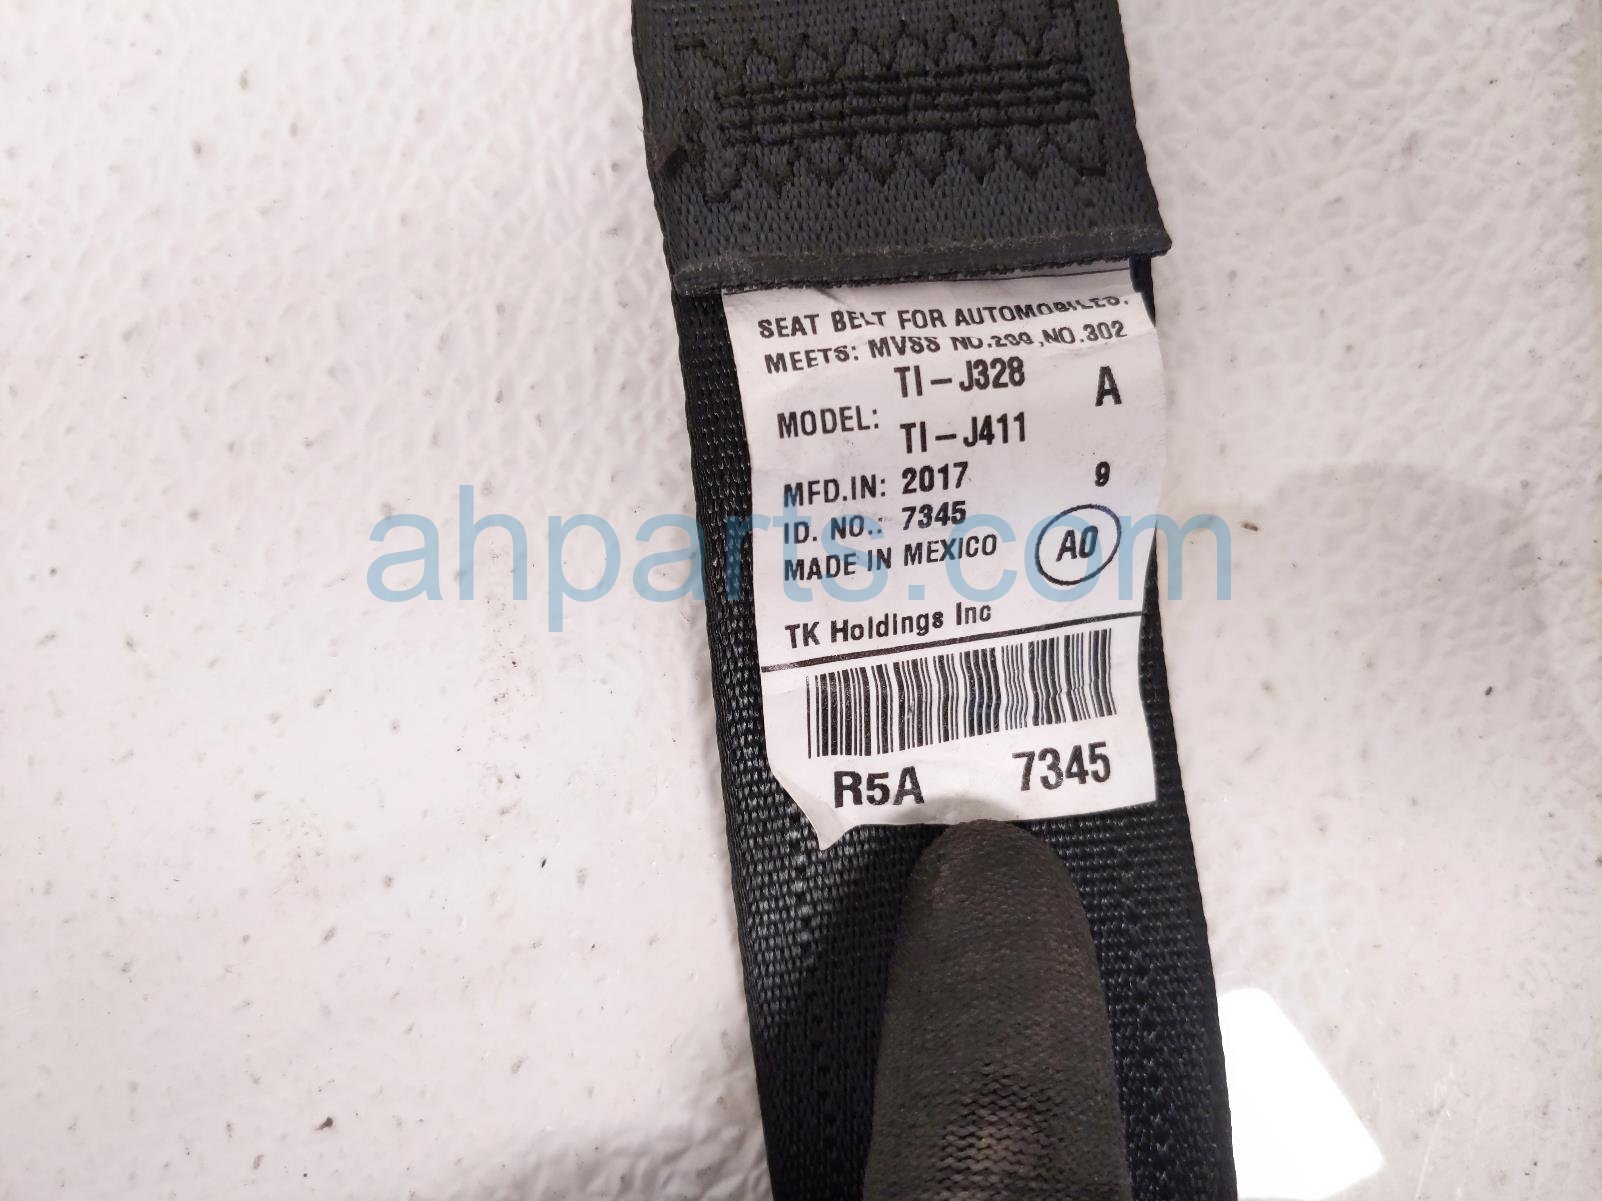 SEAT BELT FOR AUTOMOBILES.
MEETS: MVSS NO.209,NO.302
TI-J328
A
MODEL:
TI-J411
MFD.IN: 2017 9
ID. NO.: 7345
MADE IN MEXICO
A0
TK Holdings Inc
R5A 7345
ahparts.com